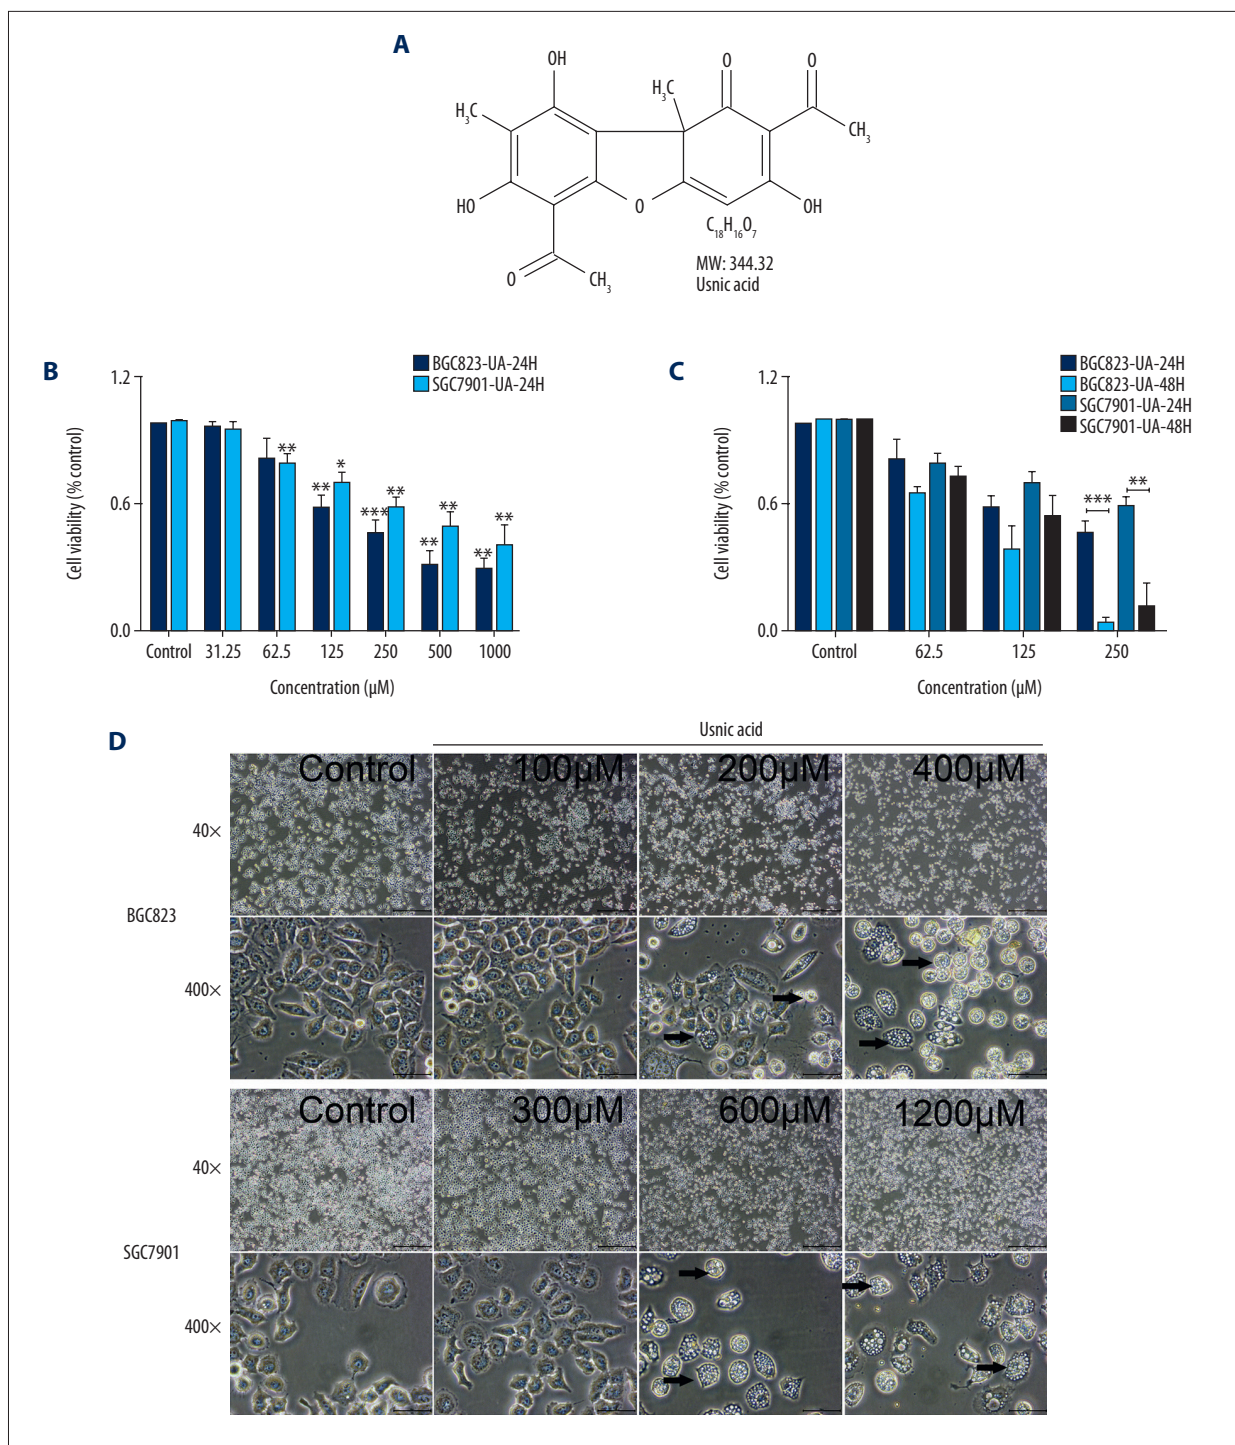 A
OH
O
O
H3C
H3C
CH3
HO
O
OH
C18H16O7
O
CH3
MW: 344.32
Usnic acid
B
BGC823-UA-24H
SGC7901-UA-24H
1.2
0.6
0.0
Cell viability (% control)
**
**
*
***
**
**
**
**
**
Control 31.25 62.5 125 250 500 1000
Concentration (µM)
C
BGC823-UA-24H
BGC823-UA-48H
SGC7901-UA-24H
SGC7901-UA-48H
1.2
0.6
0.0
Cell viability (% control)
***
**
Control 62.5 125 250
Concentration (µM)
D
Usnic acid
Control 100µM 200µM 400µM
40×
BGC823
400×
Control 300µM 600µM 1200µM
40×
SGC7901
400×